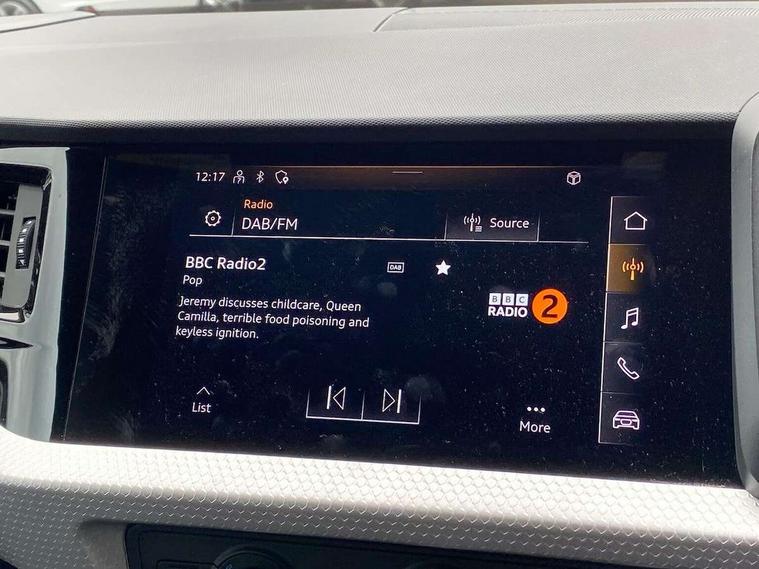 12:17
Radio
DAB/FM
Source
BBC Radio2
DAB
Pop
Jeremy discusses childcare, Queen
Camilla, terrible food poisoning and
keyless ignition.
BBC
RADIO 2
List
More